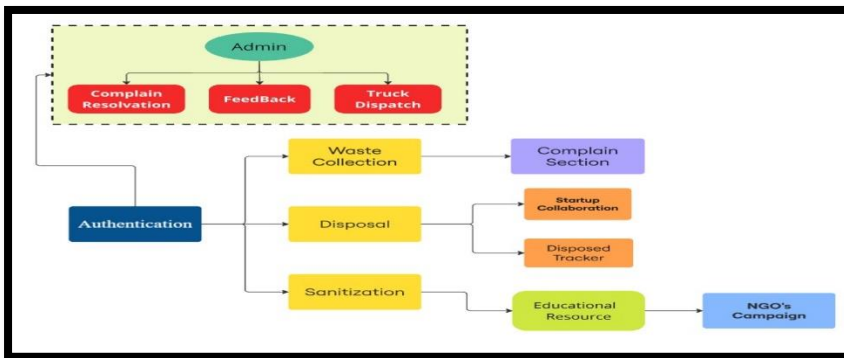 Admin
Complain
Resolvation
FeedBack
Truck
Dispatch
Waste
Collection
Complain
Section
Authentication
Disposal
Startup
Collaboration
Disposed
Tracker
Sanitization
Educational
Resource
NGO's
Campaign